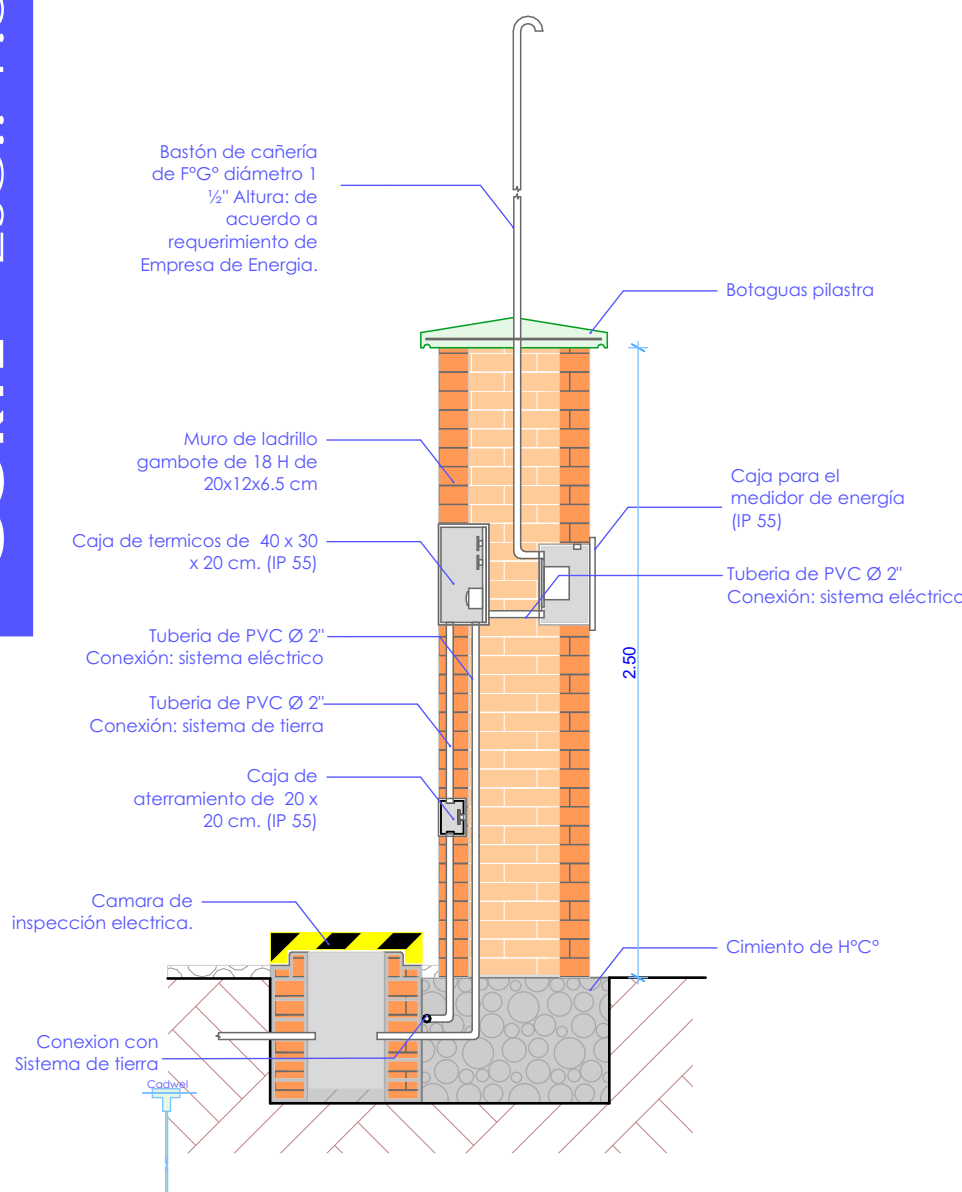 Bastón de cañería
de F°G° diámetro 1
½" Altura: de
acuerdo a
requerimiento de
Empresa de Energia.
Botaguas pilastra
Muro de ladrillo
gambote de 18 H de
20x12x6.5 cm
Caja para el
medidor de energía
(IP 55)
Caja de termicos de 40 x 30
x 20 cm. (IP 55)
Tuberia de PVC Ø 2"
Conexión: sistema eléctrico
Tuberia de PVC Ø 2"
Conexión: sistema eléctrico
2.50
Tuberia de PVC Ø 2"
Conexión: sistema de tierra
Caja de
aterramiento de 20 x
20 cm. (IP 55)
Camara de
inspección electrica.
Cimiento de H°C°
Conexion con
Sistema de tierra
Cadwel